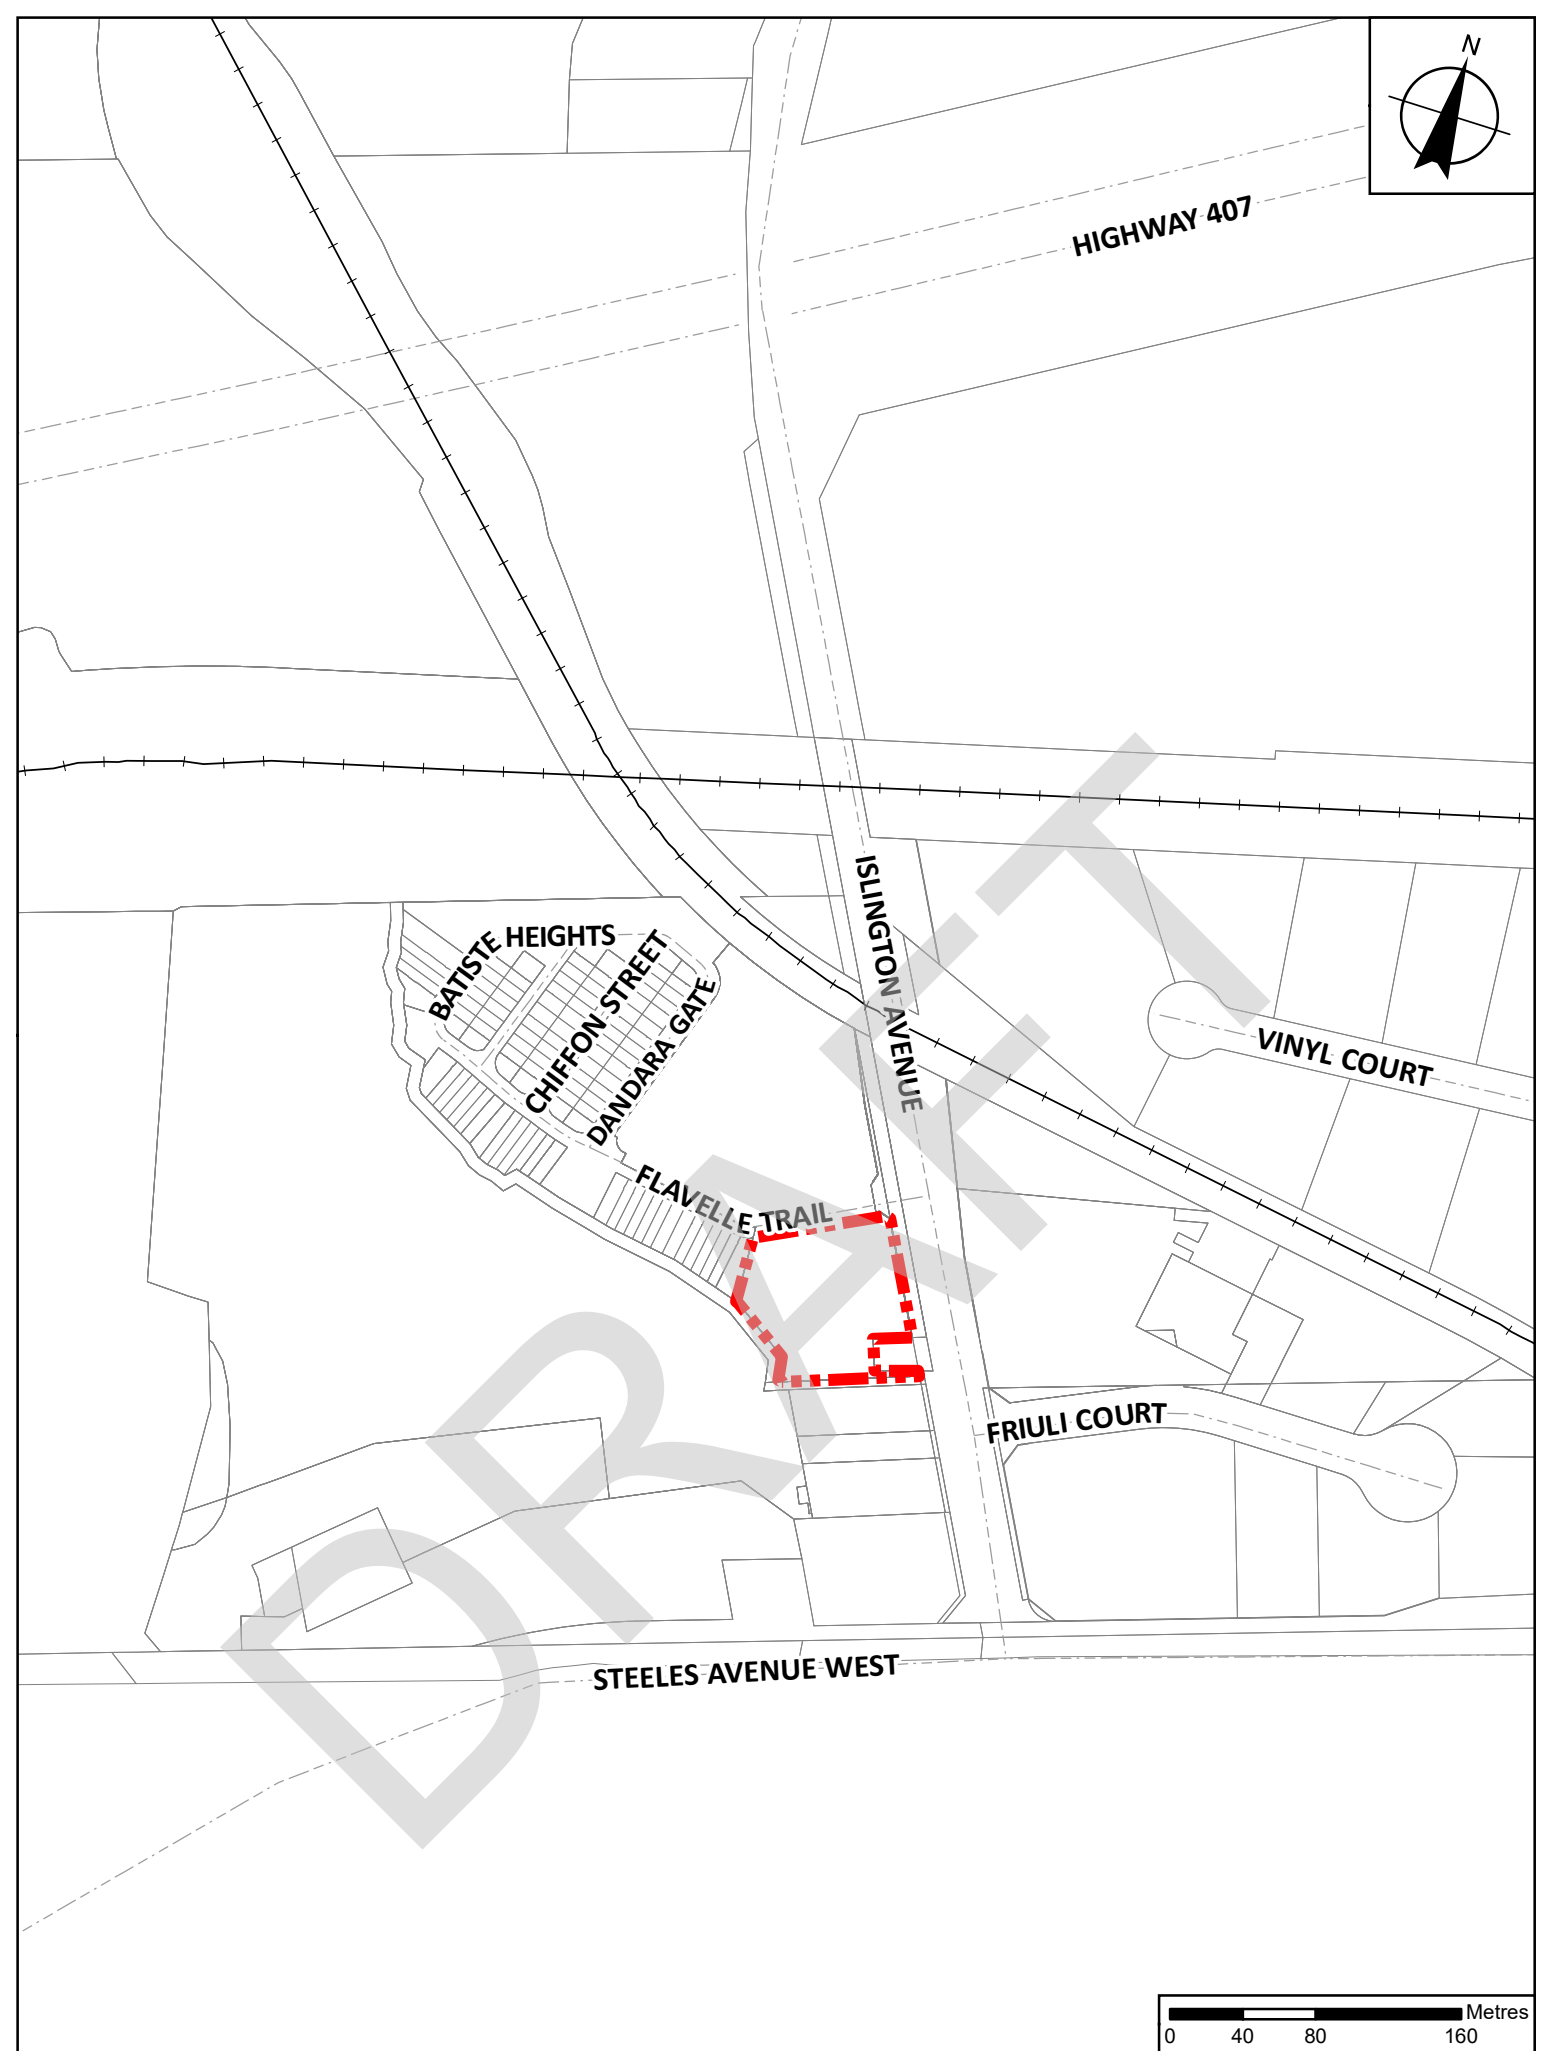 N
HIGHWAY 407
ISLINGTON AVENUE
BATISTE HEIGHTS
CHIFFON STREET
DANDARA GATE
VINYL COURT
FLAVELLE TRAIL
FRIULI COURT
STEELES AVENUE WEST
DRAFT
Metres
0 40 80 160